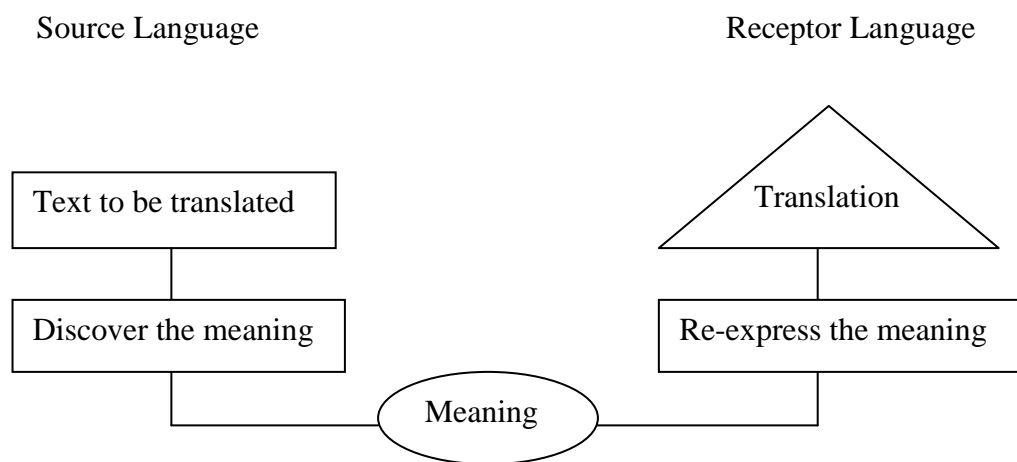 Source Language
Receptor Language
Text to be translated
Translation
Discover the meaning
Re-express the meaning
Meaning